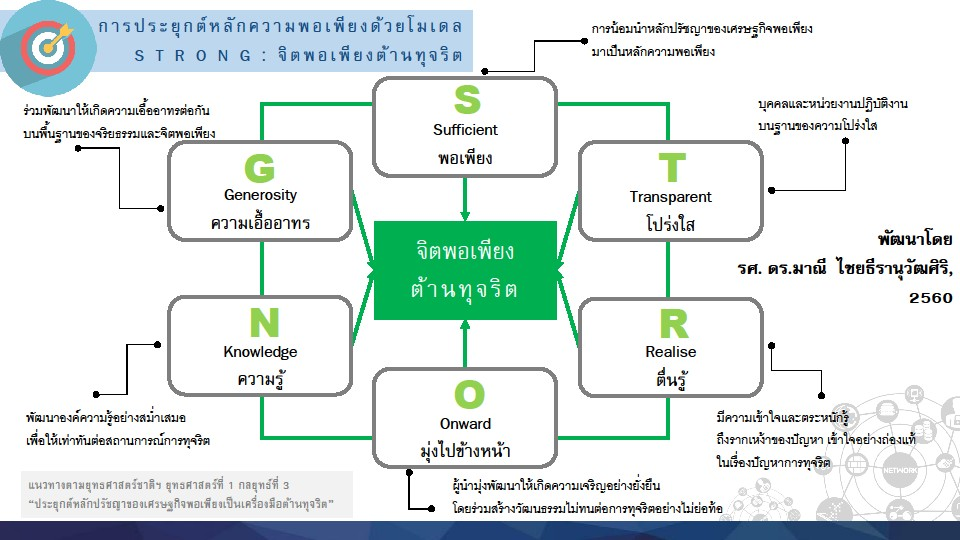 การประยุกต์หลักความพอเพียงด้วยโมเดล
STRONG: จิตพอเพียงต้านทุจริต
การน้อมนำหลักปรัชญาของเศรษฐกิจพอเพียง
มาเป็นหลักความพอเพียง
S
Sufficient
พอเพียง
บุคคลและหน่วยงานปฏิบัติงาน
บนฐานของความโปร่งใส
T
Transparent
โปร่งใส
ร่วมพัฒนาให้เกิดความเอื้ออาทรต่อกัน
บนพื้นฐานของจริยธรรมและจิตพอเพียง
G
Generosity
ความเอื้ออาทร
จิตพอเพียง
ต้านทุจริต
พัฒนาโดย
รศ. ดร.มาณี ไชยธีรานุวัฒศิริ,
2560
N
Knowledge
ความรู้
R
Realise
ตื่นรู้
O
Onward
มุ่งไปข้างหน้า
พัฒนาองค์ความรู้อย่างสม่ำเสมอ
เพื่อให้เท่าทันต่อสถานการณ์การทุจริต
มีความเข้าใจและตระหนักรู้
ถึงรากเหง้าของปัญหา เข้าใจอย่างถ่องแท้
ในเรื่องปัญหาการทุจริต
NETWORK
ผู้นำมุ่งพัฒนาให้เกิดความเจริญอย่างยั่งยืน
โดยร่วมสร้างวัฒนธรรมไม่ทนต่อการทุจริตอย่างไม่ย่อท้อ
แนวทางตามยุทธศาสตร์ชาติฯ ยุทธศาสตร์ที่ 1 กลยุทธ์ที่ 3
“ประยุกต์หลักปรัชญาของเศรษฐกิจพอเพียงเป็นเครื่องมือต้านทุจริต”